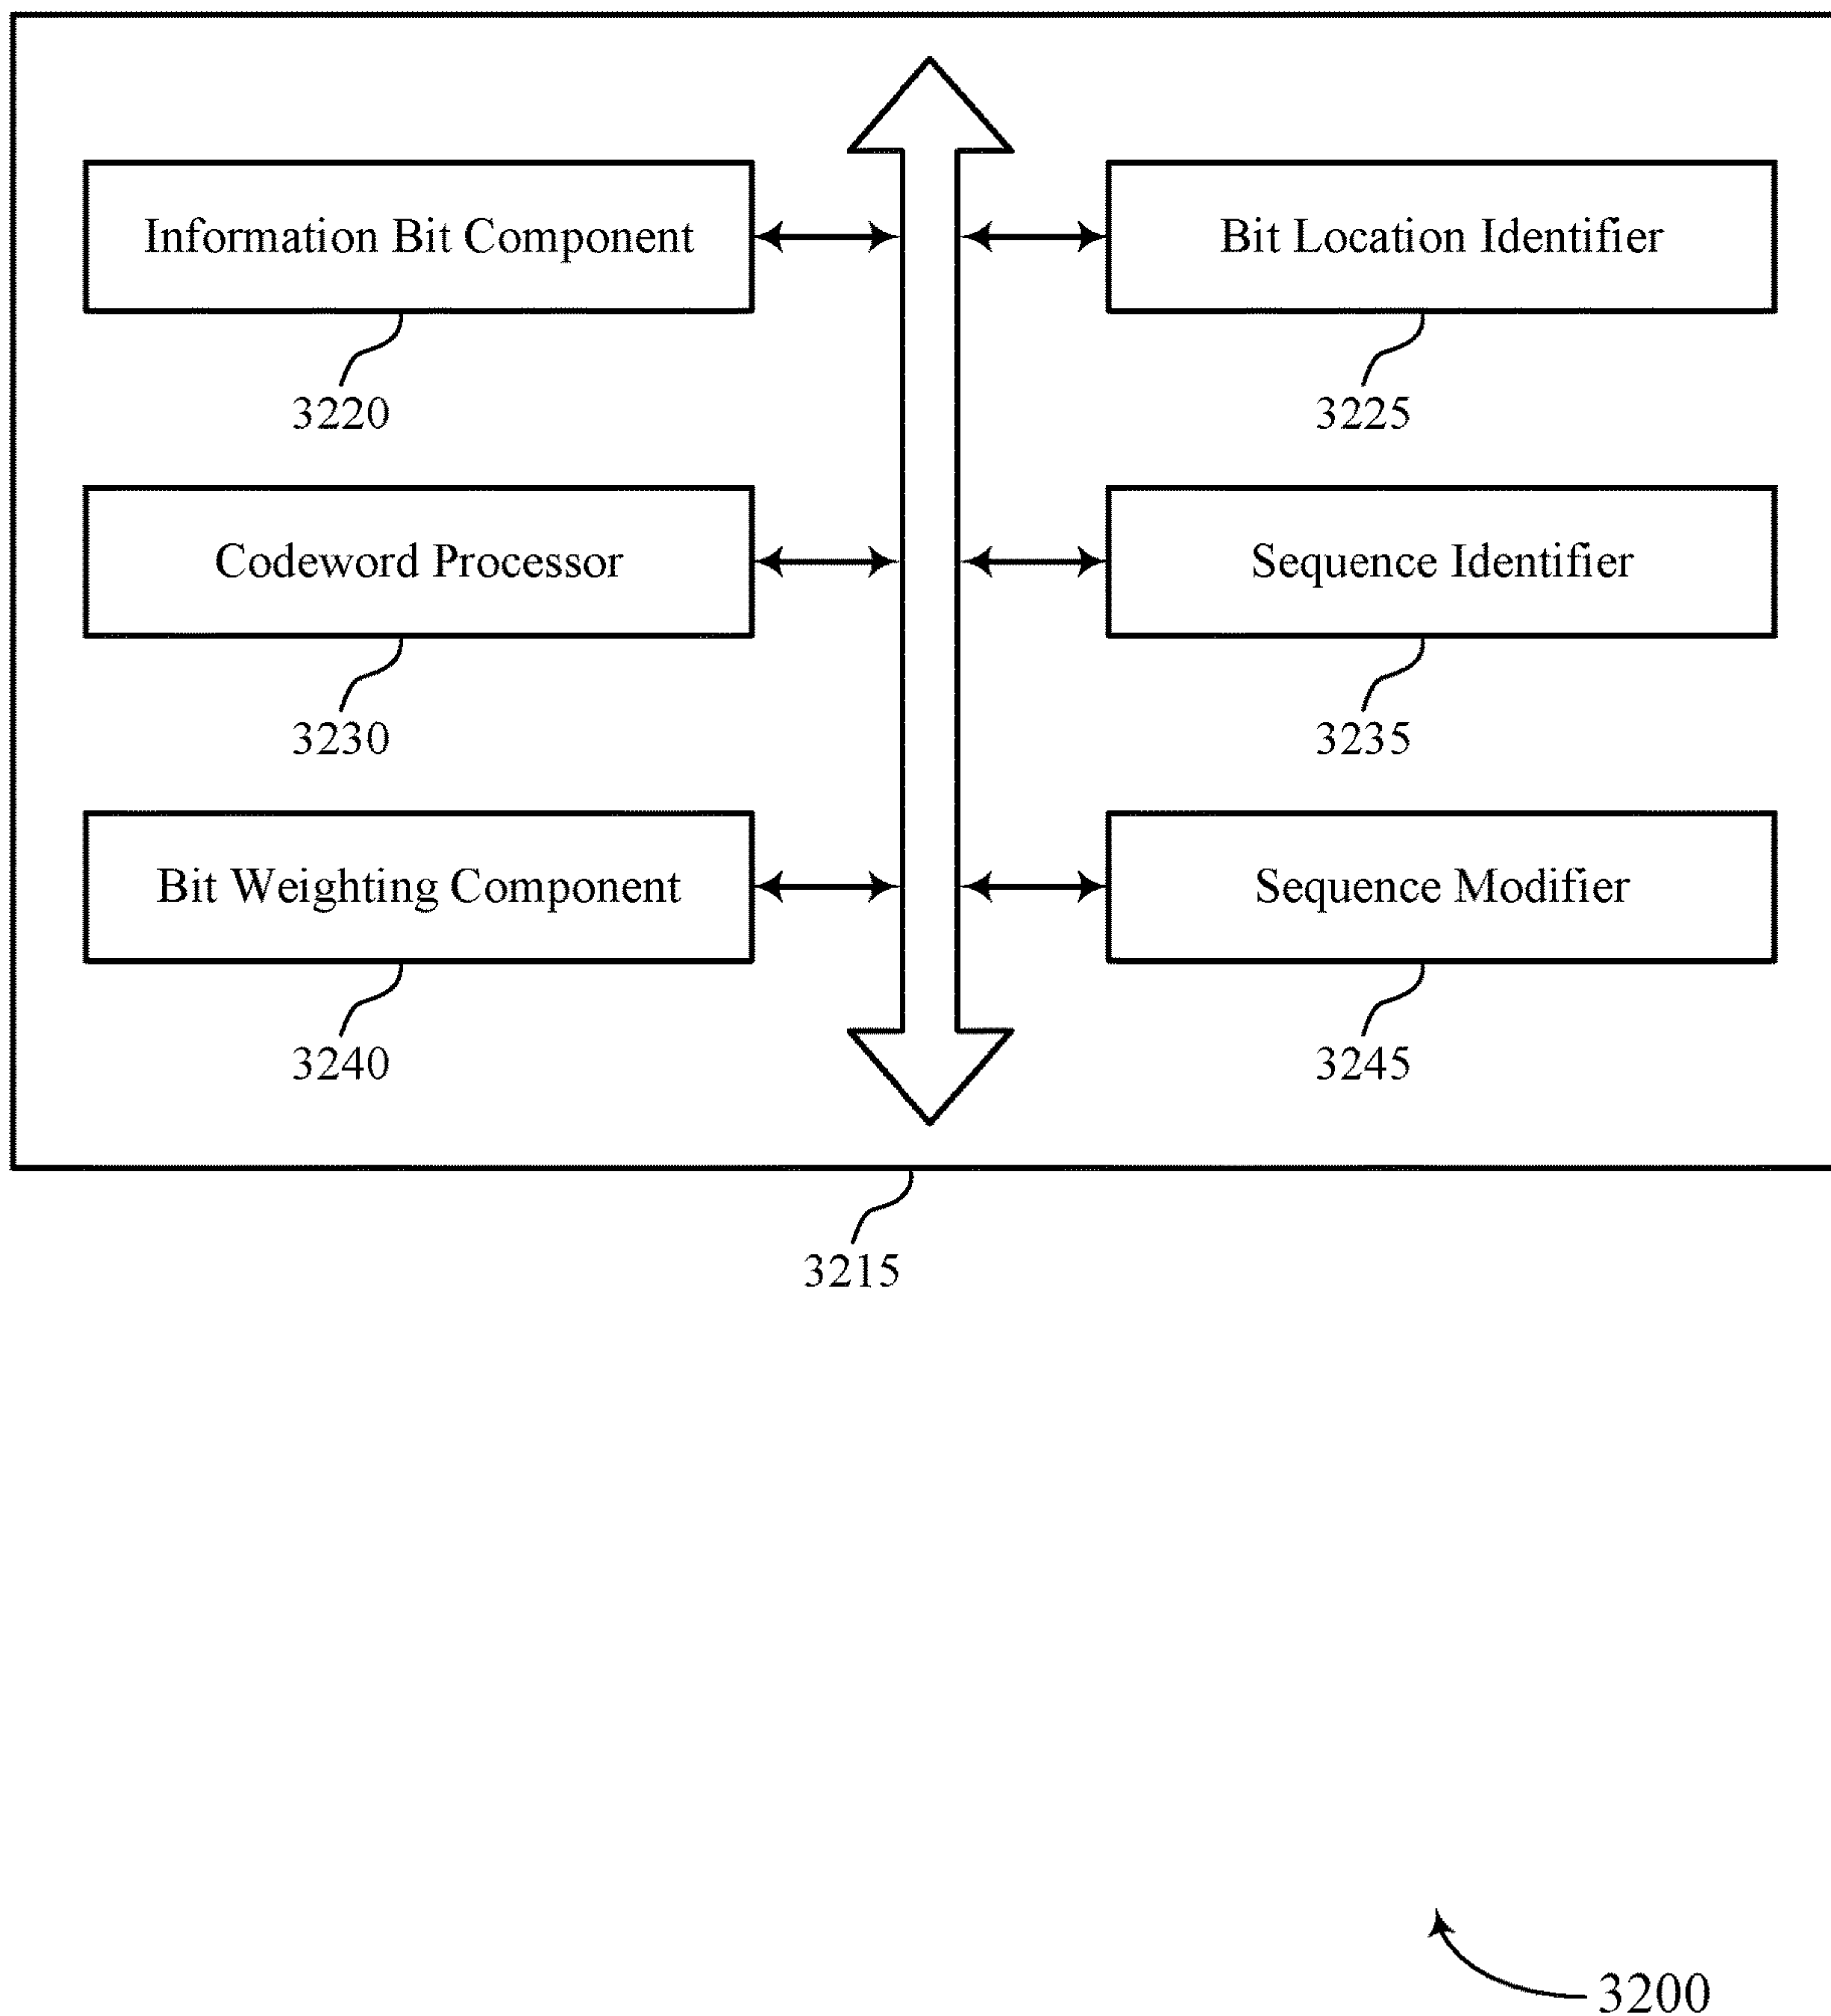 Information Bit Component
Bit Location Identifier
3220
3225
Codeword Processor
Sequence Identifier
3230
3235
Bit Weighting Component
Sequence Modifier
3240
3245
3215
3200